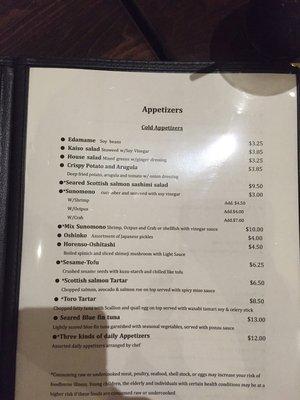 Appetizers
Cold Appetizers
● Edamame Soy beans $3.25
● Kaiso salad Seaweed w/Soy Vinegar $3.85
● House salad Mixed greens w/ginger dressing $3.25
● Crispy Potato and Arugula $3.85
Deep fried potato, arugula and tomato w/ onion dressing
●*Seared Scottish salmon sashimi salad $9.50
●*Sunomono cucumber and served with soy vinegar $3.00
W/Shrimp Add. $4.50
W/Octpus Add.$6.00
W/Crab Add.$7.00
●*Mix Sunomono Shrimp, Octpus and Crab or shellfish with vinegar sauce $10.00
● Oshinko Assortment of Japanese pickles $4.00
● Horenso-Oshitashi $4.50
Boiled spinich and sliced shimeji mushroom with Light Sauce
●*Sesame-Tofu $6.25
Crushed sesame seeds with kuzu-starch and chilled like tofu
●*Scottish salmon Tartar $6.50
Chopped salmon, avocado & salmon roe on top served with spicy miso sauce
● *Toro Tartar $8.50
Chopped fatty tuna with Scallion and quail egg on top served with wasabi tamari soy & celery stick
● Seared Blue fin tuna $13.00
Lightly seared blue fin tuna garnished with seasonal vegetables, served with ponzu sauce
●*Three kinds of daily Appetizers $12.00
Assorted daily appetizers arranged by chef
*Consuming raw or undercooked meat, poultry, seafood, shell stock, or eggs may increase your risk of
foodborne illness. Young children, the elderly and individuals with certain health conditions may be at a
higher risk if these foods are consumed raw or undercooked.